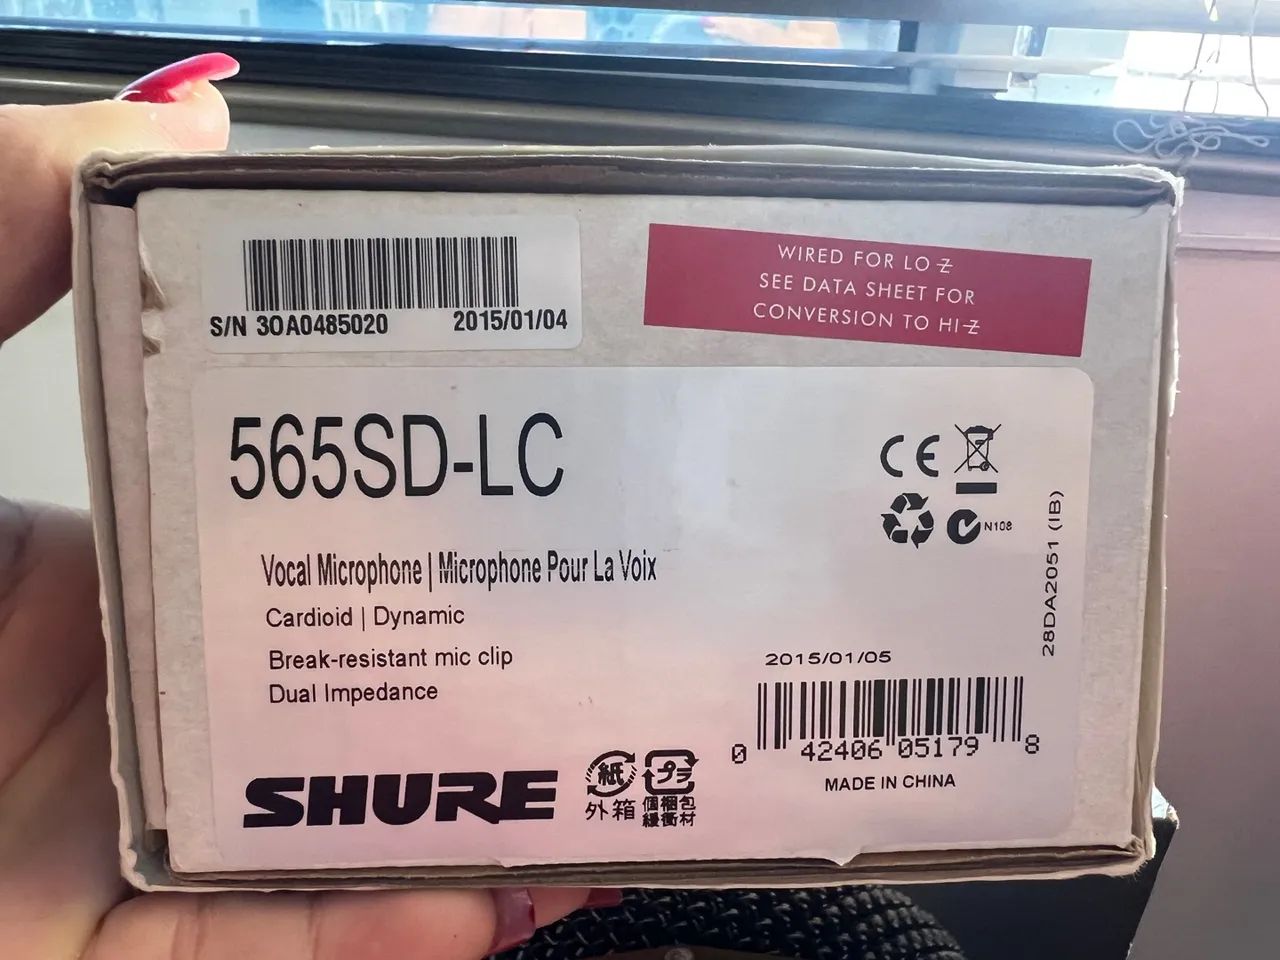 S/N 3OA0485020 2015/01/04
WIRED FOR LO Z
SEE DATA SHEET FOR
CONVERSION TO HI-Z
565SD-LC
CE
N108
Vocal Microphone | Microphone Pour La Voix
Cardioid | Dynamic
Break-resistant mic clip
Dual Impedance
28DA2051 (IB)
2015/01/05
0 42406 05179 8
MADE IN CHINA
SHURE
紙
外箱
プラ
個梱包
緩衝材